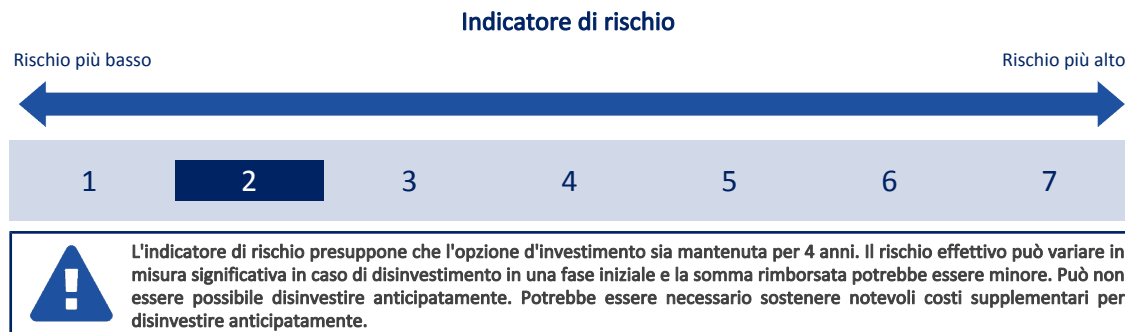 Indicatore di rischio
Rischio più basso
Rischio più alto
1 2 3 4 5 6 7
L'indicatore di rischio presuppone che l'opzione d'investimento sia mantenuta per 4 anni. Il rischio effettivo può variare in
misura significativa in caso di disinvestimento in una fase iniziale e la somma rimborsata potrebbe essere minore. Può non
essere possibile disinvestire anticipatamente. Potrebbe essere necessario sostenere notevoli costi supplementari per
disinvestire anticipatamente.